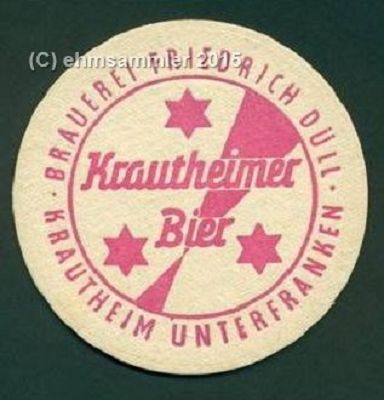 (C) ehmsammler 2015
· BRAUEREI FRIEDRICH DÜLL ·
Krautheimer
Bier
KRAUTHEIM UNTERFRANKEN